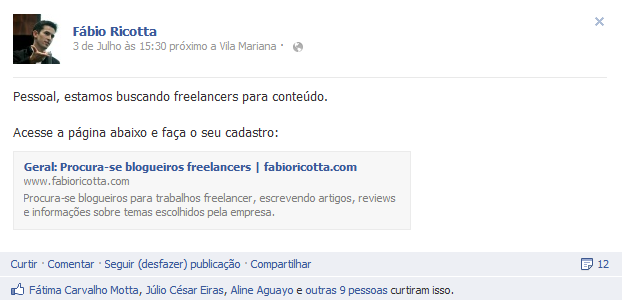 Fábio Ricotta
3 de Julho às 15:30 próximo a Vila Mariana ·
Pessoal, estamos buscando freelancers para conteúdo.
Acesse a página abaixo e faça o seu cadastro:
Geral: Procura-se blogueiros freelancers | fabioricotta.com
www.fabioricotta.com
Procura-se blogueiros para trabalhos freelancer, escrevendo artigos, reviews
e informações sobre temas escolhidos pela empresa.
Curtir · Comentar · Seguir (desfazer) publicação · Compartilhar 12
Fátima Carvalho Motta, Júlio César Eiras, Aline Aguayo e outras 9 pessoas curtiram isso.